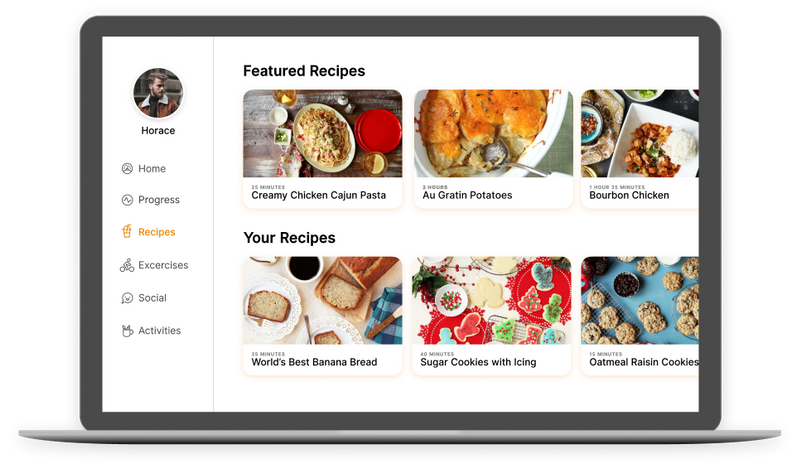 Horace
Home
Progress
Recipes
Excercises
Social
Activities
Featured Recipes
25 MINUTES
Creamy Chicken Cajun Pasta
2 HOURS
Au Gratin Potatoes
1 HOUR 35 MINUTES
Bourbon Chicken
Your Recipes
35 MINUTES
World's Best Banana Bread
40 MINUTES
Sugar Cookies with Icing
15 MINUTES
Oatmeal Raisin Cookies